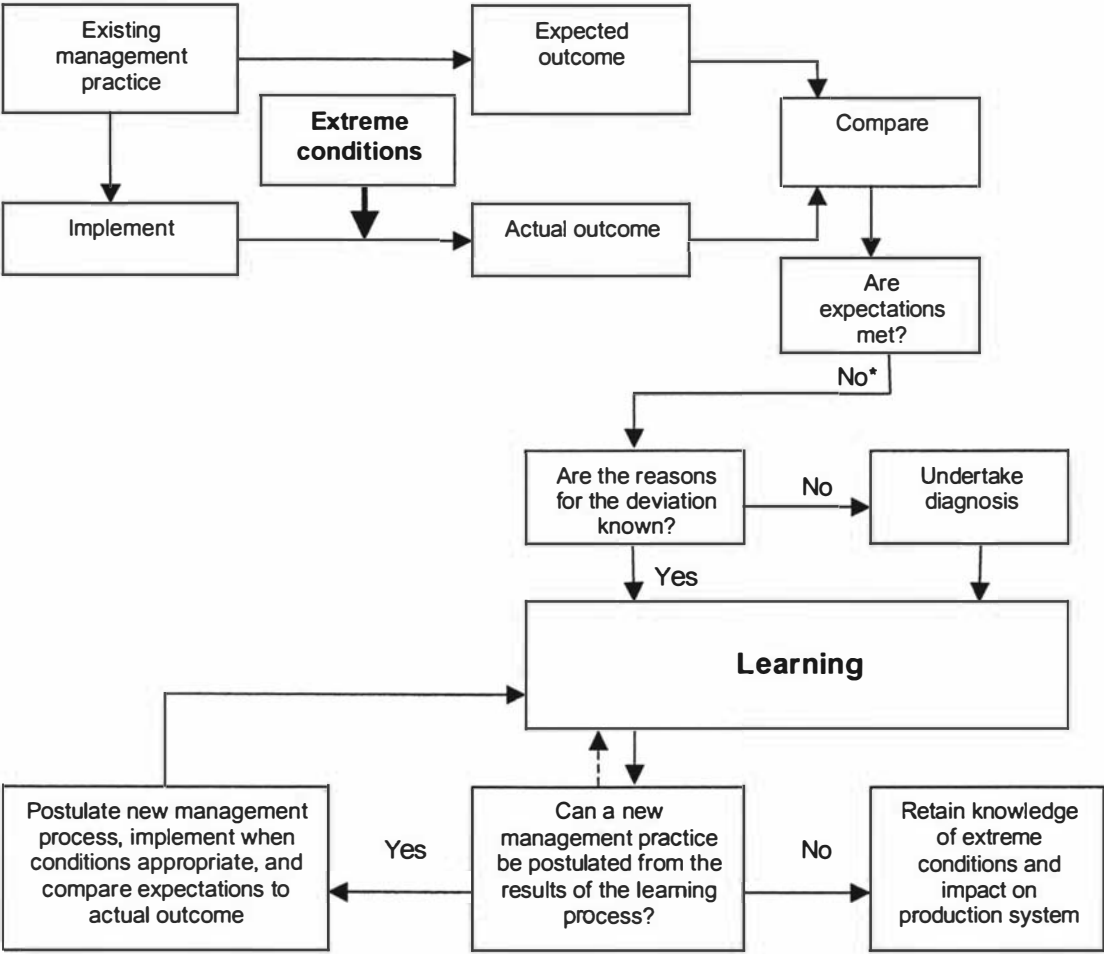 Existing
management
practice
Expected
outcome
Extreme
conditions
Compare
Implement
Actual outcome
Are
expectations
met?
No*
Are the reasons
for the deviation
known?
No
Undertake
diagnosis
Yes
Learning
Postulate new management
process, implement when
conditions appropriate, and
compare expectations to
actual outcome
Yes
Can a new
management practice
be postulated from the
results of the learning
process?
No
Retain knowledge
of extreme
conditions and
impact on
production system